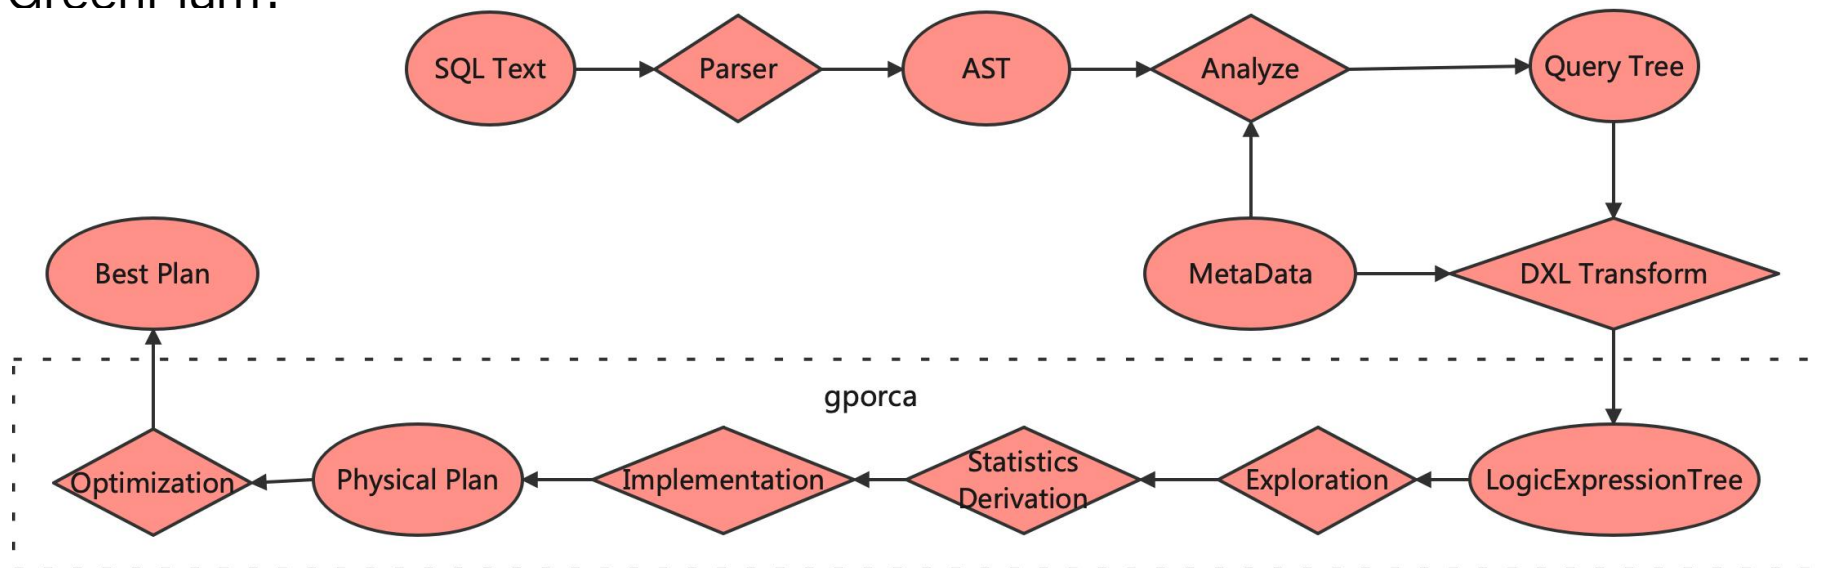 GreenPlum:
SQL Text
Parser
AST
Analyze
Query Tree
Best Plan
MetaData
DXL Transform
gporca
Optimization
Physical Plan
Implementation
Statistics
Derivation
Exploration
LogicExpressionTree